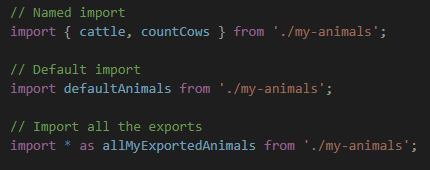 // Named import
import { cattle, countCows } from './my-animals';
// Default import
import defaultAnimals from './my-animals';
// Import all the exports
import * as allMyExportedAnimals from './my-animals';